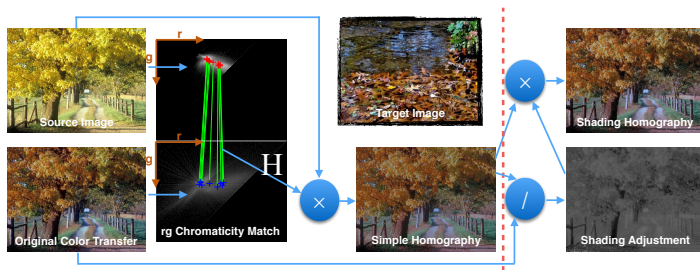 r
g
Source Image
Target Image
×
Shading Homography
r
g
H
Original Color Transfer
rg Chromaticity Match
×
Simple Homography
/
Shading Adjustment